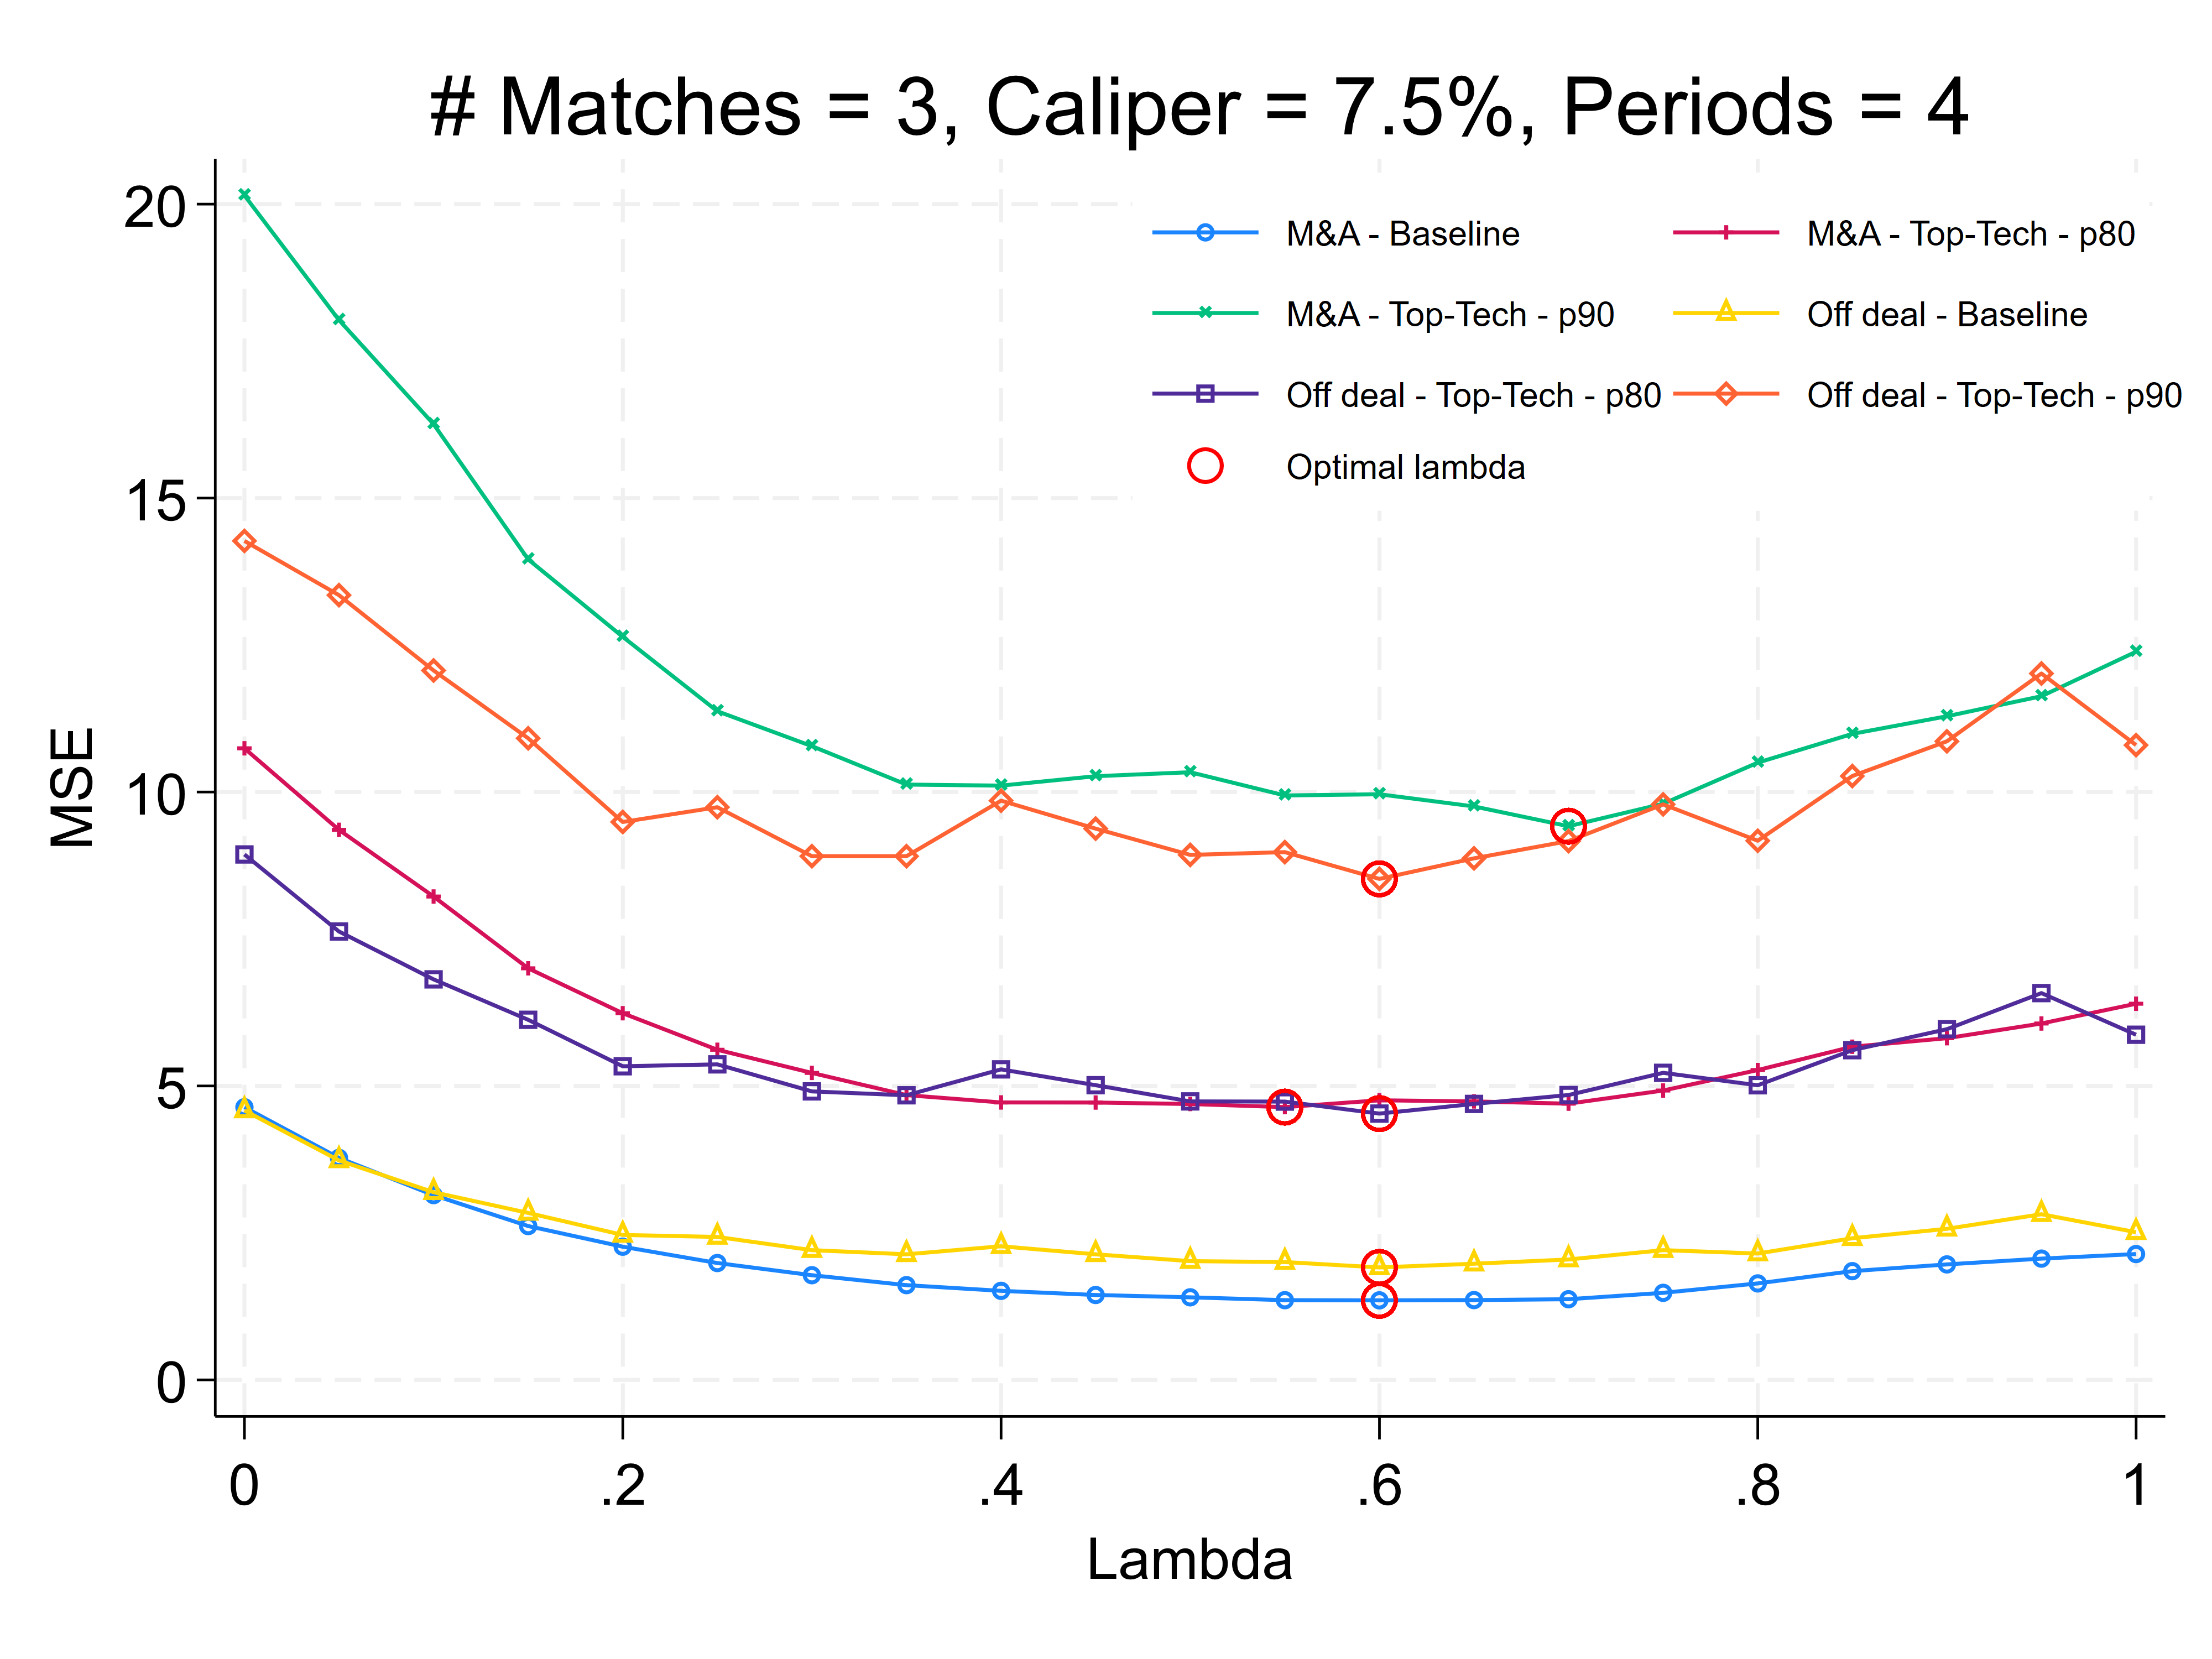 # Matches = 3, Caliper = 7.5%, Periods = 4
M&A - Baseline
M&A - Top-Tech - p80
M&A - Top-Tech - p90
Off deal - Baseline
Off deal - Top-Tech - p80
Off deal - Top-Tech - p90
Optimal lambda
MSE
20
15
10
5
0
0 .2 .4 .6 .8 1
Lambda